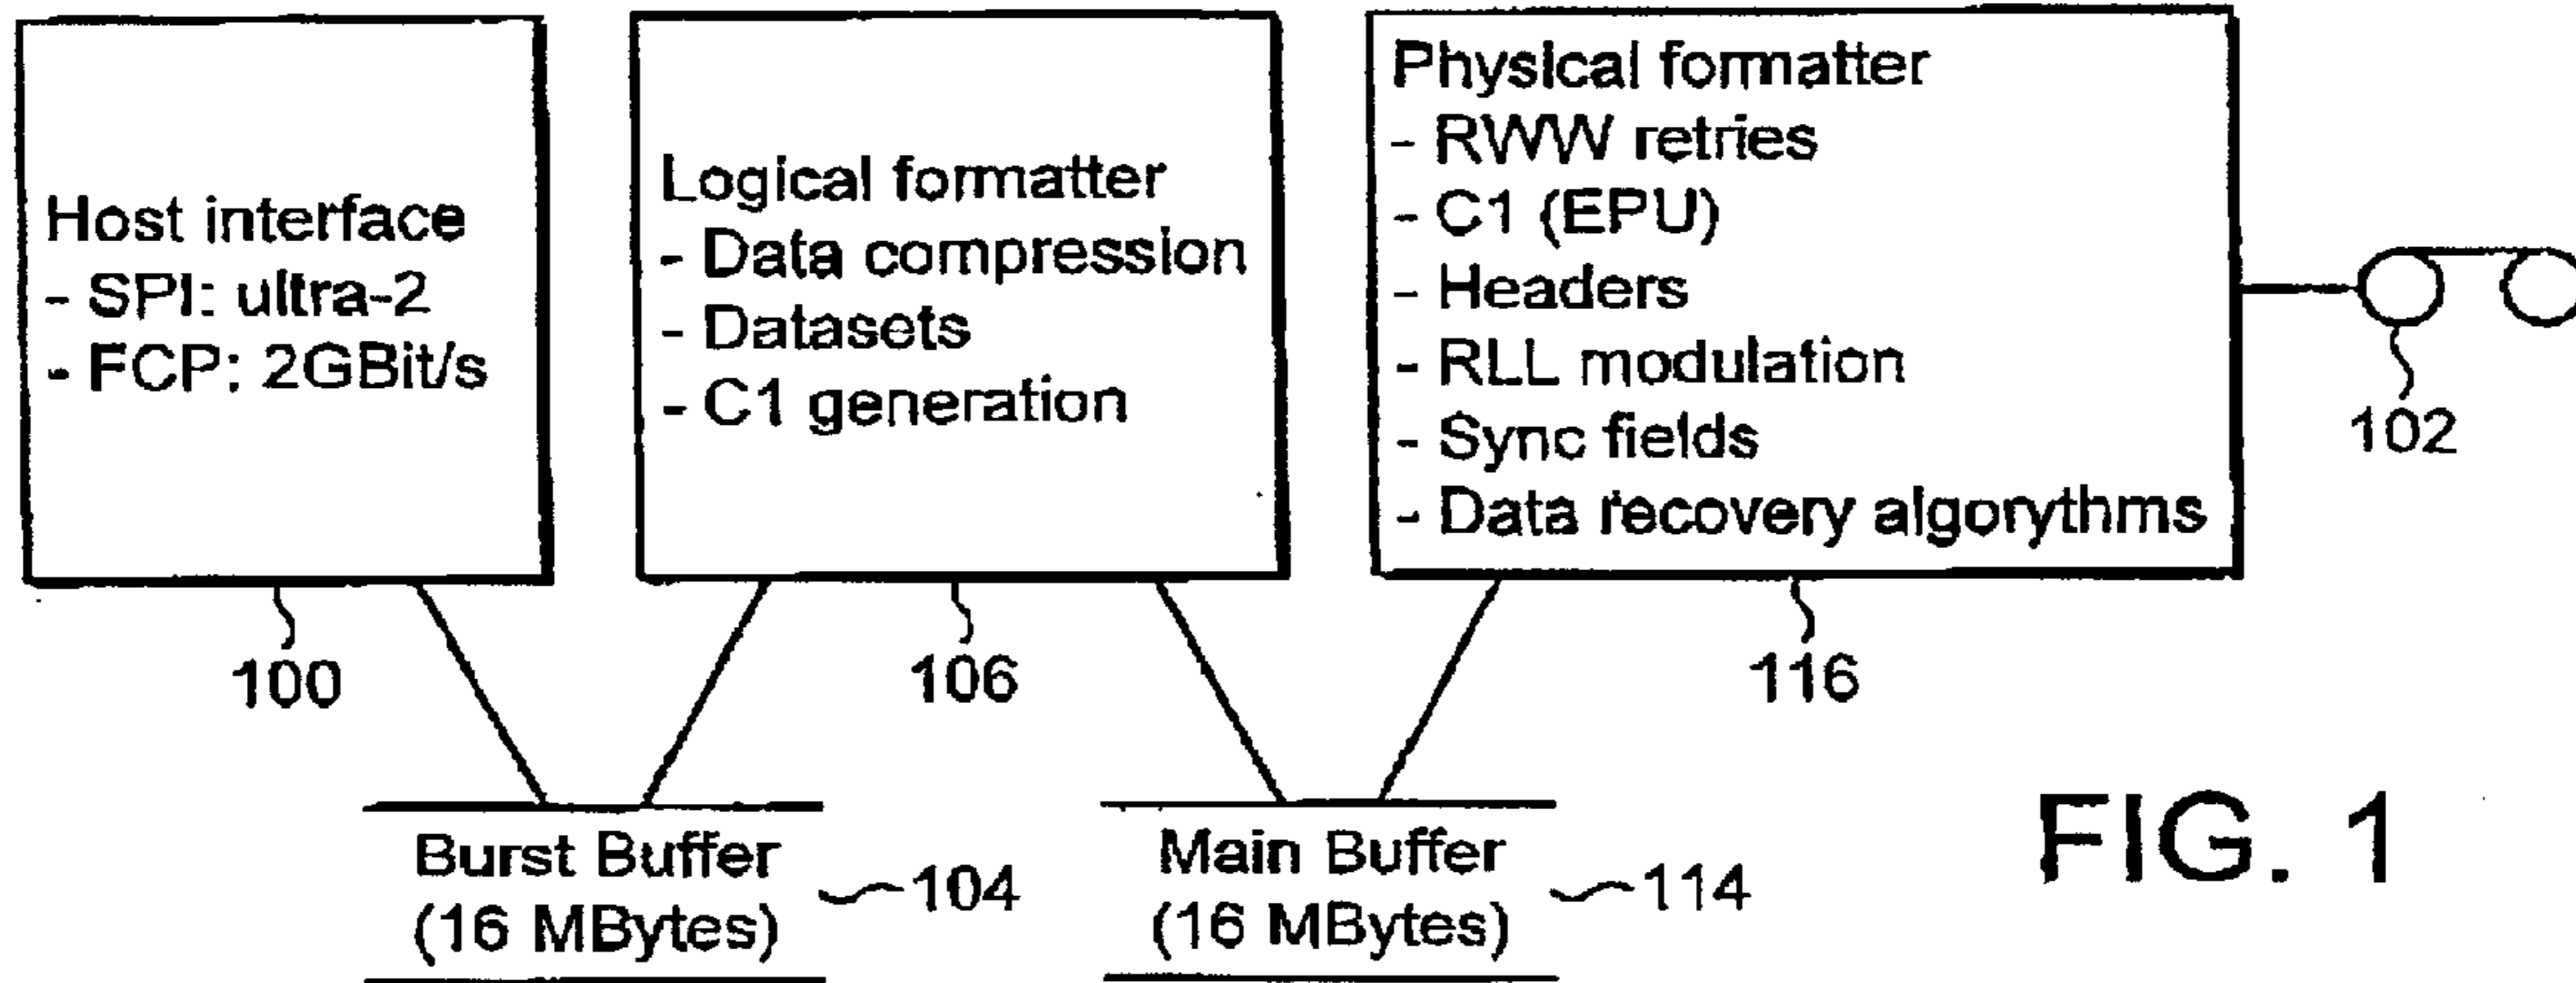 Host interface
- SPI: ultra-2
- FCP: 2GBit/s
100
Logical formatter
- Data compression
- Datasets
- C1 generation
106
Physical formatter
- RWW retries
- C1 (EPU)
- Headers
- RLL modulation
- Sync fields
- Data recovery algorythms
116
102
Burst Buffer
(16 MBytes)
104
Main Buffer
(16 MBytes)
114
FIG. 1